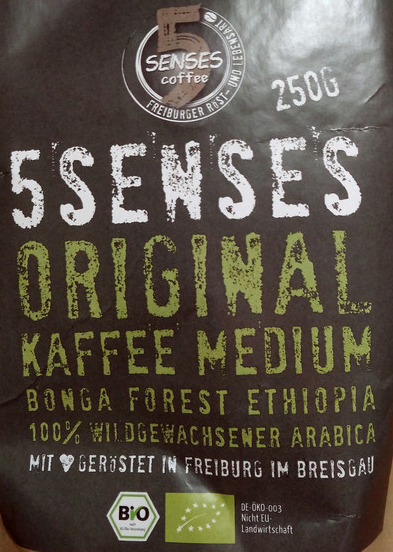 5
SENSES
coffee
FREIBURGER RÖST- UND LEBENSART
250G
5SENSES
ORIGINAL
KAFFEE MEDIUM
BONGA FOREST ETHIOPIA
100% WILDGEWACHSENER ARABICA
MIT GERÖSTET IN FREIBURG IM BREISGAU
BIO
DE-ÖKO-003
Nicht EU-
Landwirtschaft